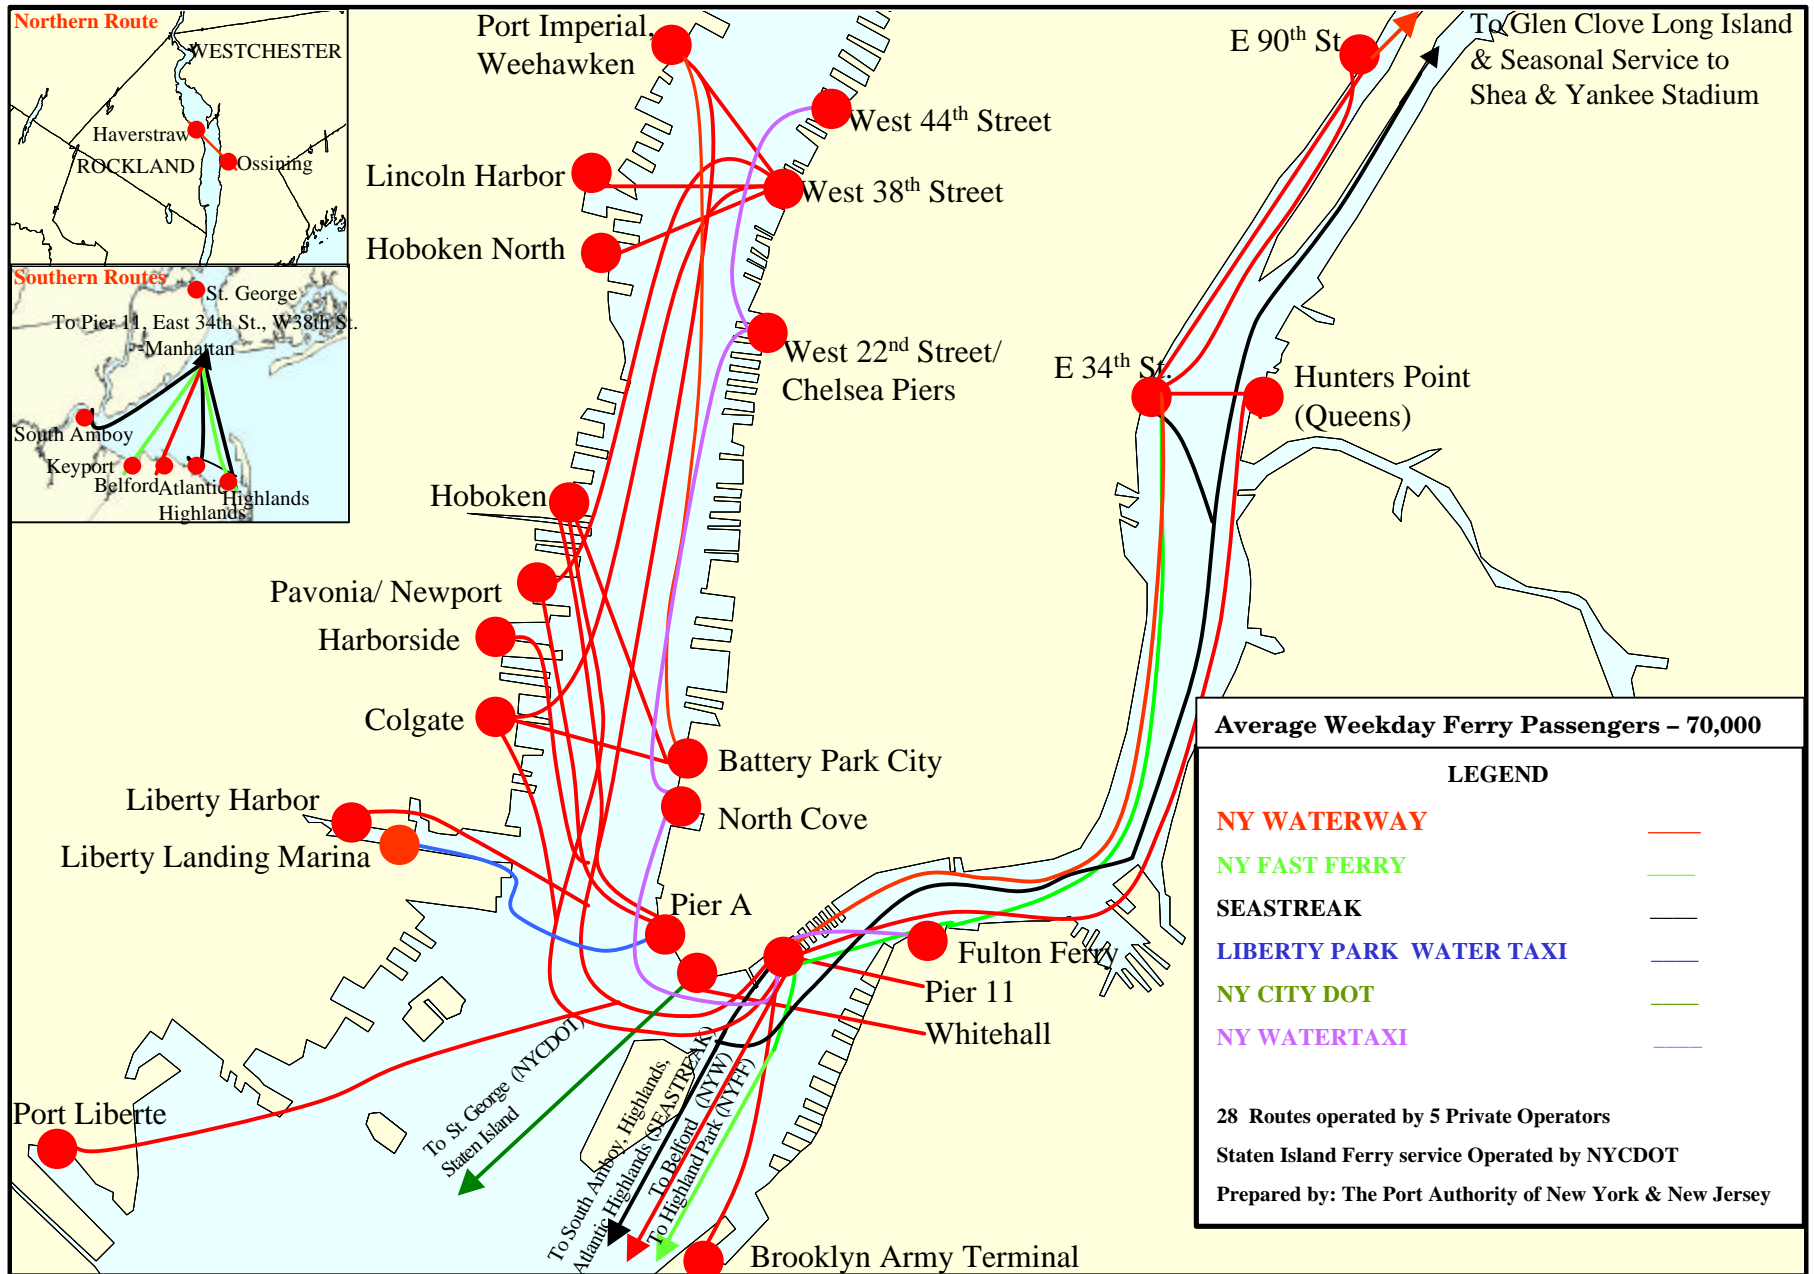 Northern Route
WESTCHESTER
Haverstraw
ROCKLAND
Ossining
Southern Routes
St. George
To Pier 11, East 34th St., W38th St.
-Manhattan
South Amboy
Keyport
Belford
Atlantic
Highlands
Highlands
Port Imperial,
Weehawken
West 44th Street
Lincoln Harbor
West 38th Street
Hoboken North
West 22nd Street/
Chelsea Piers
Hoboken
Pavonia/ Newport
Harborside
Colgate
Battery Park City
North Cove
Liberty Harbor
Liberty Landing Marina
Pier A
Fulton Ferry
Pier 11
Whitehall
Port Liberte
Brooklyn Army Terminal
To St. George (NYCDOT)
Staten Island
To South Amboy, Highlands,
Atlantic Highlands (SEASTREAK)
To Belford (NYW)
To Highland Park (NYFF)
E 90th St.
To Glen Clove Long Island
& Seasonal Service to
Shea & Yankee Stadium
E 34th St.
Hunters Point
(Queens)
Average Weekday Ferry Passengers – 70,000
LEGEND
NY WATERWAY
NY FAST FERRY
SEASTREAK
LIBERTY PARK WATER TAXI
NY CITY DOT
NY WATERTAXI
28 Routes operated by 5 Private Operators
Staten Island Ferry service Operated by NYCDOT
Prepared by: The Port Authority of New York & New Jersey